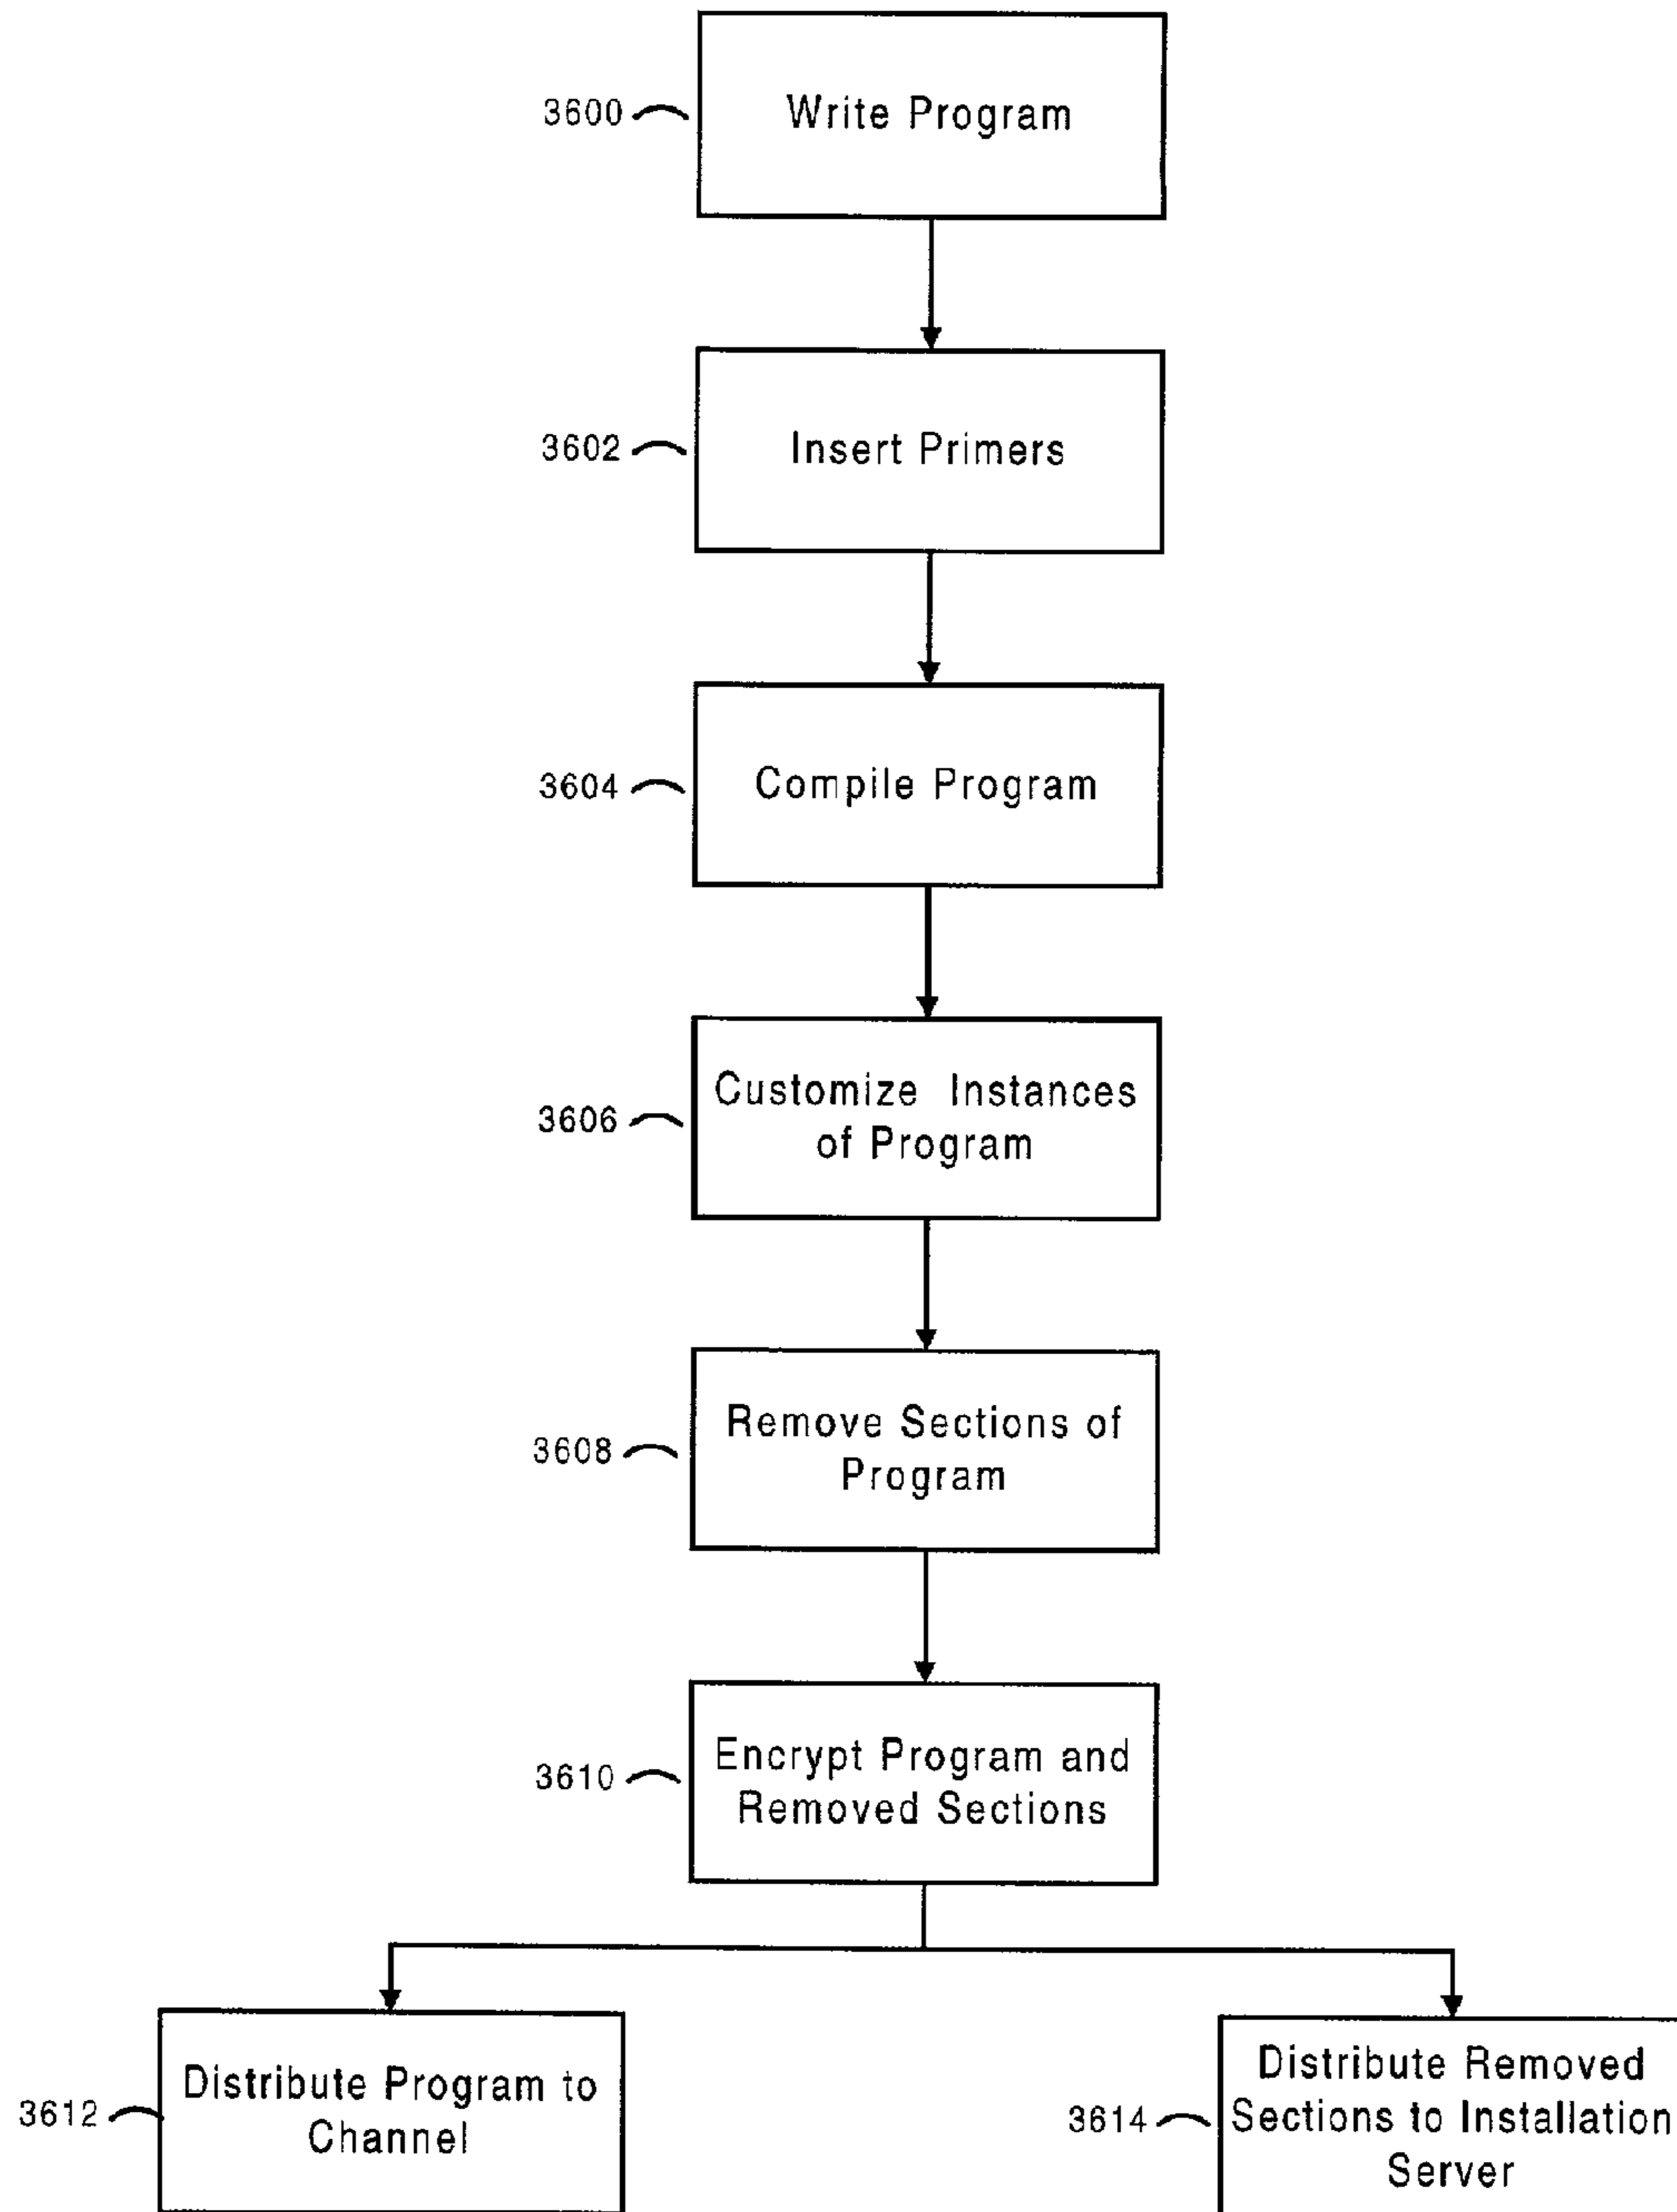 3600
Write Program
3602
Insert Primers
3604
Compile Program
3606
Customize Instances
of Program
3608
Remove Sections of
Program
3610
Encrypt Program and
Removed Sections
3612
Distribute Program to
Channel
3614
Distribute Removed
Sections to Installation
Server